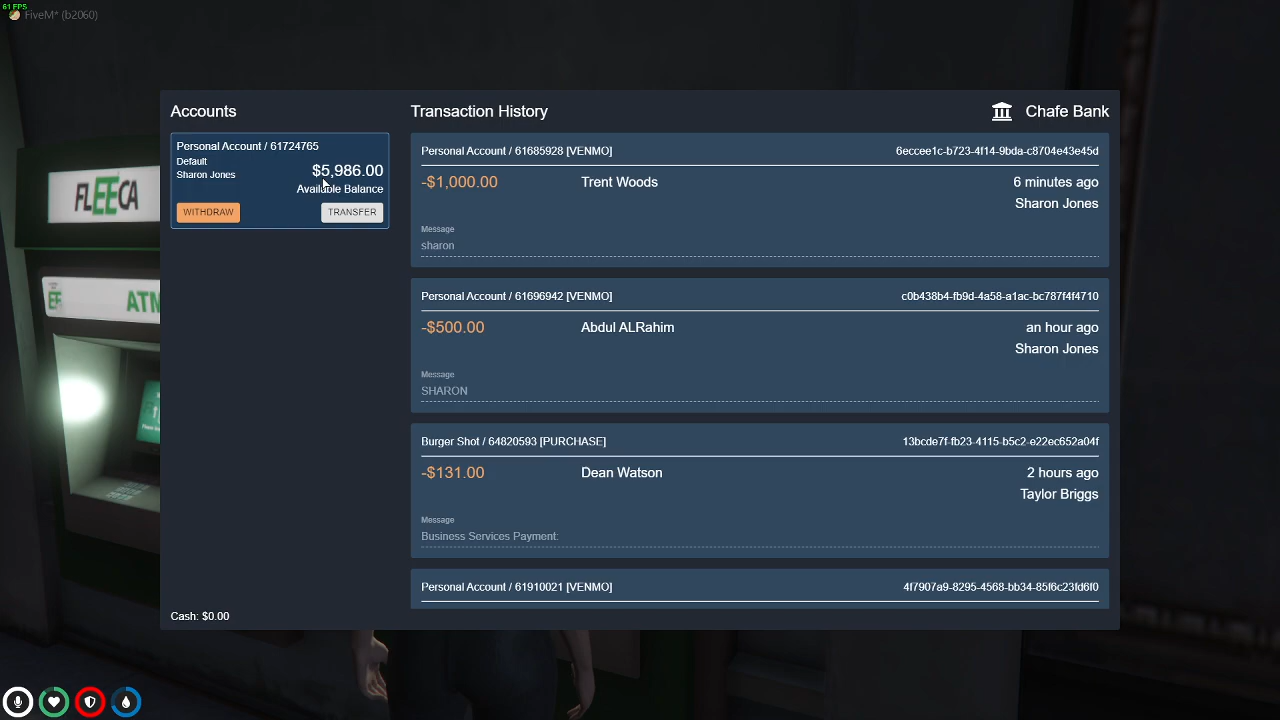 61 FPS
FiveM* (b2060)
FLEECA
ATM
Accounts
Personal Account / 61724765
Default
Sharon Jones
$5,986.00
Available Balance
WITHDRAW
TRANSFER
Cash: $0.00
Transaction History
Chafe Bank
Personal Account / 61685928 [VENMO]
6eccee1c-b723-4f14-9bda-c8704e43e45d
-$1,000.00
Trent Woods
6 minutes ago
Sharon Jones
Message
sharon
Personal Account / 61696942 [VENMO]
c0b438b4-fb9d-4a58-a1ac-bc787f4f4710
-$500.00
Abdul ALRahim
an hour ago
Sharon Jones
Message
SHARON
Burger Shot / 64820593 [PURCHASE]
13bcde7f-fb23-4115-b5c2-e22ec652a04f
-$131.00
Dean Watson
2 hours ago
Taylor Briggs
Message
Business Services Payment:
Personal Account / 61910021 [VENMO]
4f7907a9-8295-4568-bb34-85f6c23fd6f0